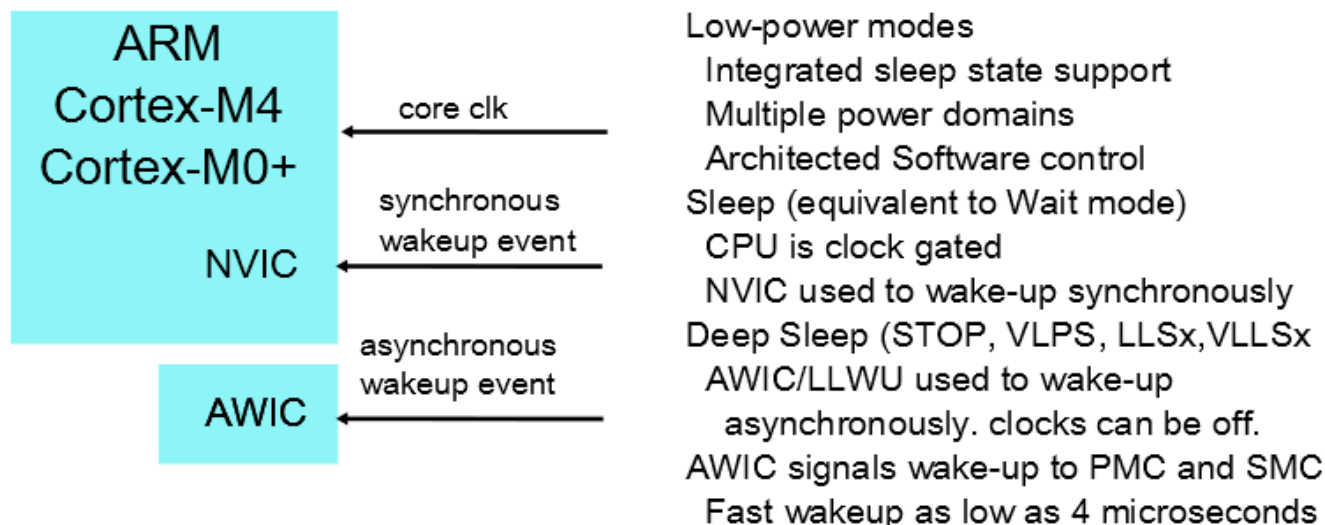 ARM
Cortex-M4
Cortex-M0+
NVIC
AWIC
core clk
synchronous
wakeup event
asynchronous
wakeup event
Low-power modes
Integrated sleep state support
Multiple power domains
Architected Software control
Sleep (equivalent to Wait mode)
CPU is clock gated
NVIC used to wake-up synchronously
Deep Sleep (STOP, VLPS, LLSx,VLLSx
AWIC/LLWU used to wake-up
asynchronously. clocks can be off.
AWIC signals wake-up to PMC and SMC
Fast wakeup as low as 4 microseconds